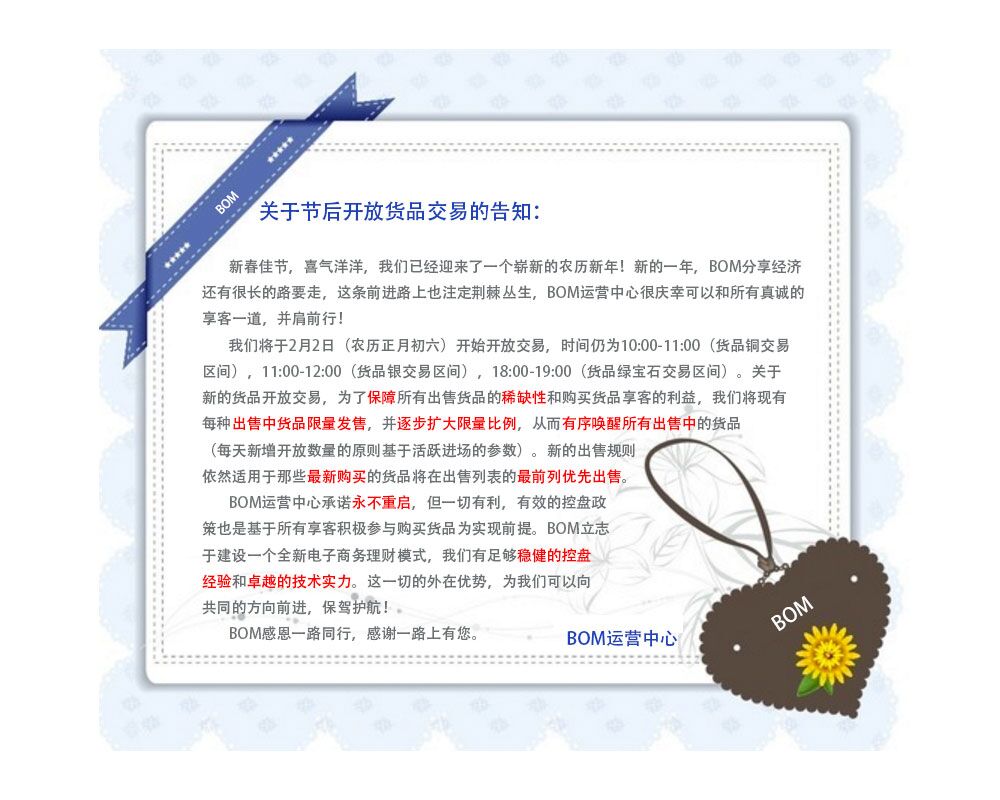 ★★★★★
BOM
★★★★★
关于节后开放货品交易的告知：
新春佳节，喜气洋洋，我们已经迎来了一个崭新的农历新年！新的一年，BOM分享经济
还有很长的路要走，这条前进路上也注定荆棘丛生，BOM运营中心很庆幸可以和所有真诚的
享客一道，并肩前行！
我们将于2月2日（农历正月初六）开始开放交易，时间仍为10:00-11:00（货品铜交易
区间），11:00-12:00（货品银交易区间），18:00-19:00（货品绿宝石交易区间）。关于
新的货品开放交易，为了保障所有出售货品的稀缺性和购买货品享客的利益，我们将现有
每种出售中货品限量发售，并逐步扩大限量比例，从而有序唤醒所有出售中的货品
（每天新增开放数量的原则基于活跃进场的参数）。新的出售规则
依然适用于那些最新购买的货品将在出售列表的最前列优先出售。
BOM运营中心承诺永不重启，但一切有利，有效的控盘政
策也是基于所有享客积极参与购买货品为实现前提。BOM立志
于建设一个全新电子商务理财模式，我们有足够稳健的控盘
经验和卓越的技术实力。这一切的外在优势，为我们可以向
共同的方向前进，保驾护航！
BOM感恩一路同行，感谢一路上有您。
BOM运营中心
BOM